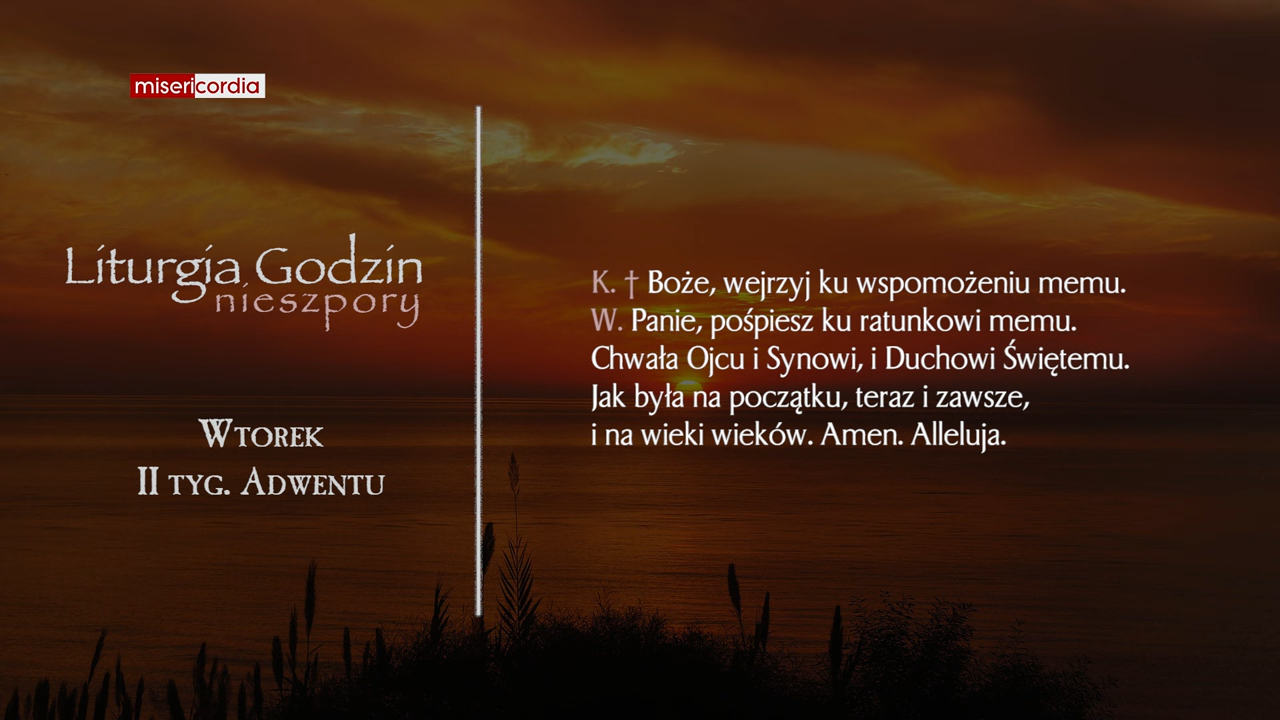 misericordia
Liturgia Godzin
nieszpory
Wtorek
II tyg. Adwentu
K. † Boże, wejrzyj ku wspomożeniu memu.
W. Panie, pośpiesz ku ratunkowi memu.
Chwała Ojcu i Synowi, i Duchowi Świętemu.
Jak była na początku, teraz i zawsze,
i na wieki wieków. Amen. Alleluja.